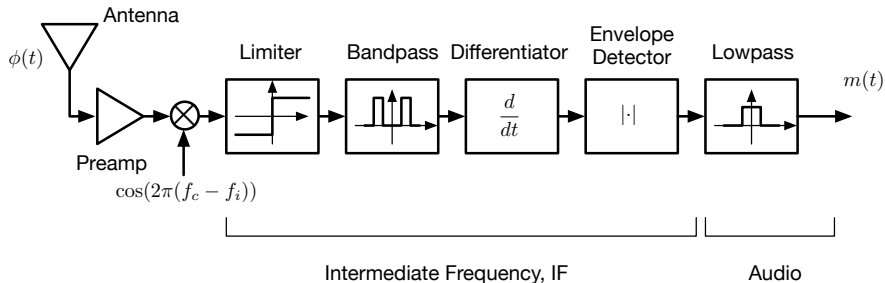 Antenna
ϕ(t)
Preamp
cos(2π(f_c − f_i))
Limiter
Bandpass
Differentiator
d/dt
Envelope
Detector
|·|
Lowpass
m(t)
Intermediate Frequency, IF
Audio